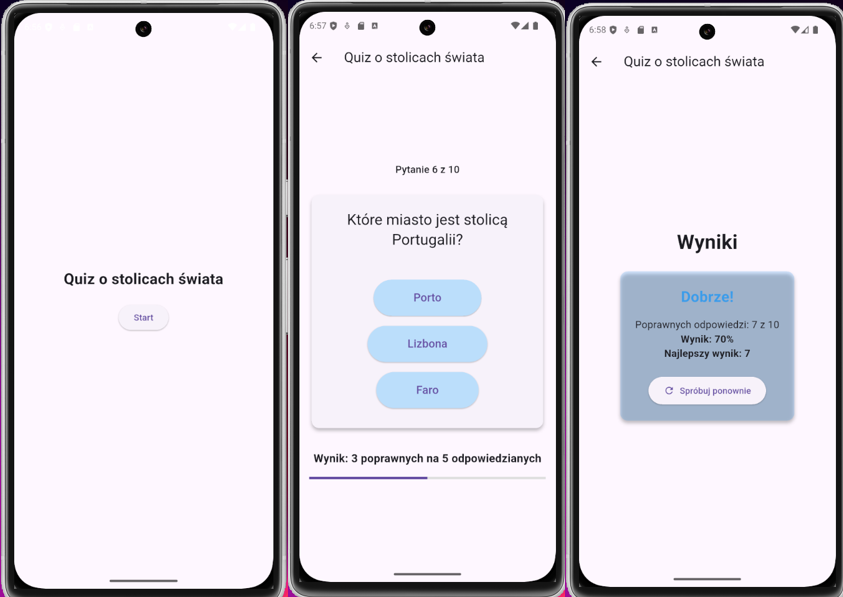 Quiz o stolicach świata
Start
6:57
Quiz o stolicach świata
Pytanie 6 z 10
Które miasto jest stolicą
Portugalii?
Porto
Lizbona
Faro
Wynik: 3 poprawnych na 5 odpowiedzianych
6:58
Quiz o stolicach świata
Wyniki
Dobrze!
Poprawnych odpowiedzi: 7 z 10
Wynik: 70%
Najlepszy wynik: 7
Spróbuj ponownie